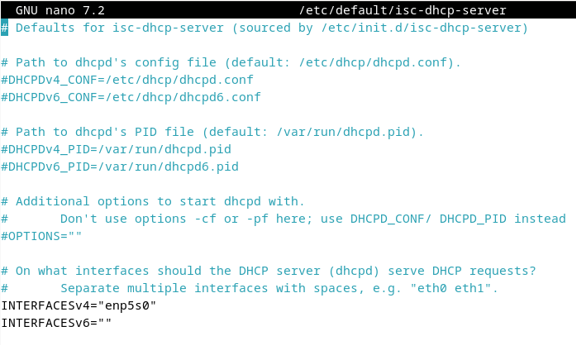 GNU nano 7.2 /etc/default/isc-dhcp-server
# Defaults for isc-dhcp-server (sourced by /etc/init.d/isc-dhcp-server)
# Path to dhcpd's config file (default: /etc/dhcp/dhcpd.conf).
#DHCPDv4_CONF=/etc/dhcp/dhcpd.conf
#DHCPDv6_CONF=/etc/dhcp/dhcpd6.conf
# Path to dhcpd's PID file (default: /var/run/dhcpd.pid).
#DHCPDv4_PID=/var/run/dhcpd.pid
#DHCPDv6_PID=/var/run/dhcpd6.pid
# Additional options to start dhcpd with.
#       Don't use options -cf or -pf here; use DHCPD_CONF/ DHCPD_PID instead
#OPTIONS=""
# On what interfaces should the DHCP server (dhcpd) serve DHCP requests?
#       Separate multiple interfaces with spaces, e.g. "eth0 eth1".
INTERFACESv4="enp5s0"
INTERFACESv6=""